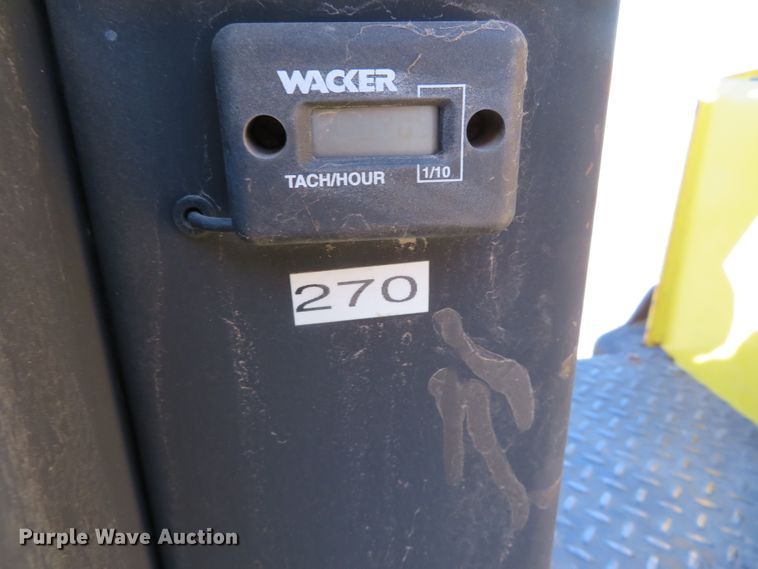 WACKER
TACH/HOUR
1/10
270
Purple Wave Auction